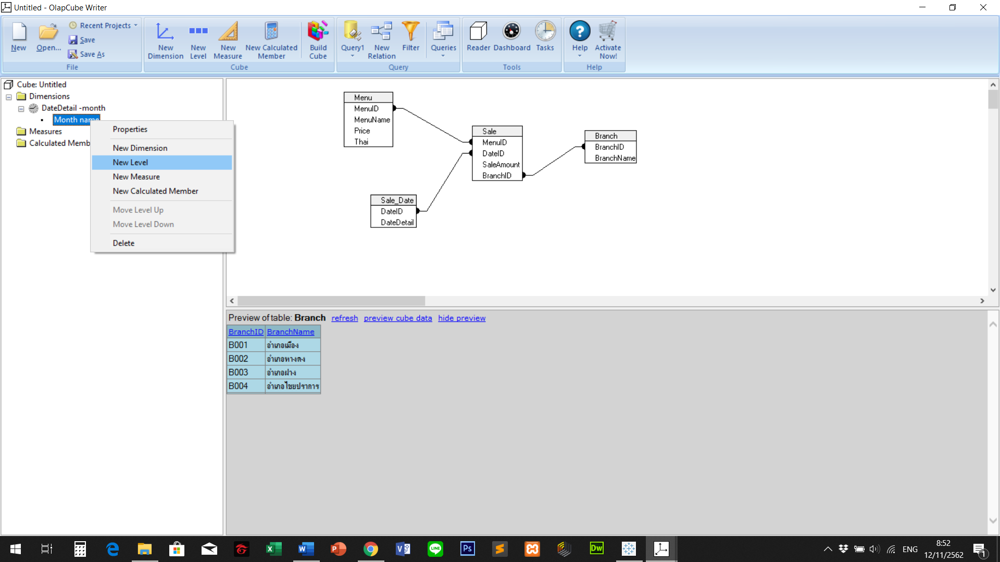 Untitled - OlapCube Writer
New
Open...
Recent Projects
Save
Save As
File
New Dimension
New Level
New Measure
New Calculated Member
Build Cube
Cube
Query1
New Relation
Filter
Queries
Query
Reader
Dashboard
Tasks
Tools
Help
Activate Now!
Help
Cube: Untitled
Dimensions
DateDetail -month
Month name
Measures
Calculated Memb
Properties
New Dimension
New Level
New Measure
New Calculated Member
Move Level Up
Move Level Down
Delete
Menu
MenuID
MenuName
Price
Thai
Sale
MenuID
DateID
SaleAmount
BranchID
Branch
BranchID
BranchName
Sale_Date
DateID
DateDetail
Preview of table: Branch refresh preview cube data hide preview
BranchID BranchName
B001 อำเภอเมือง
B002 อำเภอหางดง
B003 อำเภอฝาง
B004 อำเภอไชยปราการ
ENG
8:52
12/11/2562
1